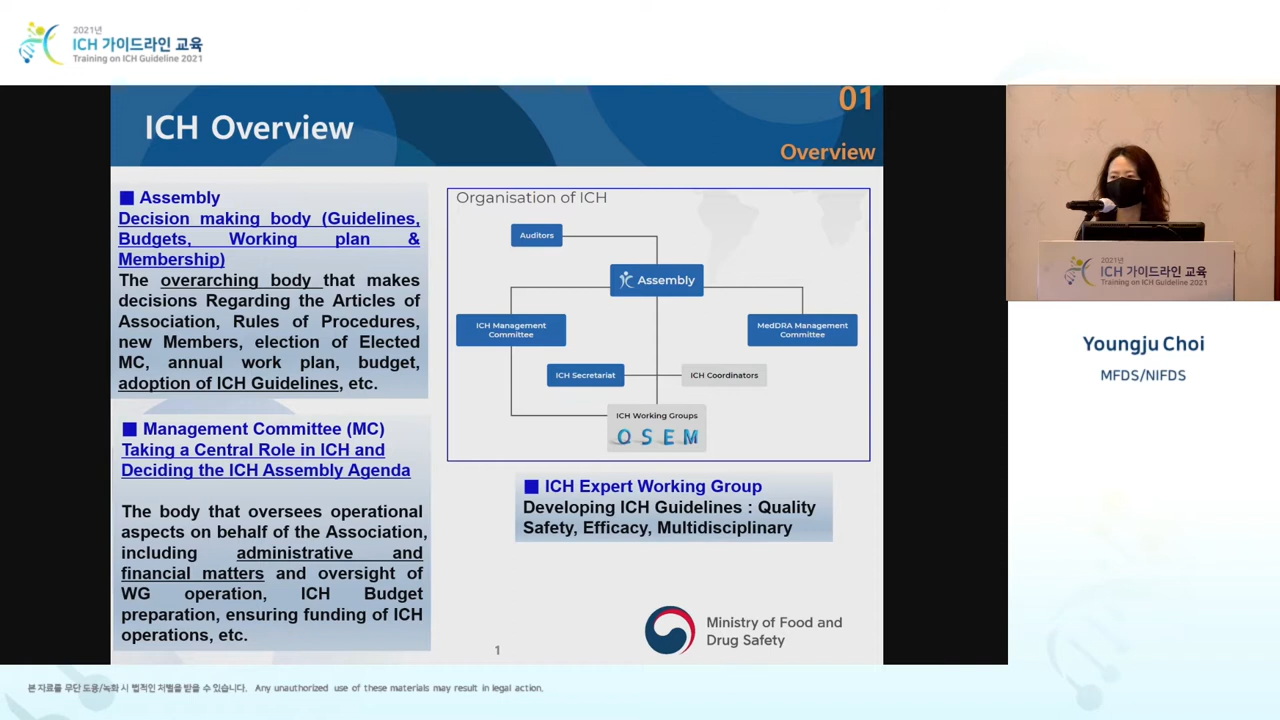 2021년
ICH 가이드라인 교육
Training on ICH Guideline 2021
01
ICH Overview
Overview
■ Assembly
Decision making body (Guidelines,
Budgets, Working plan &
Membership)
The overarching body that makes
decisions Regarding the Articles of
Association, Rules of Procedures,
new Members, election of Elected
MC, annual work plan, budget,
adoption of ICH Guidelines, etc.
■ Management Committee (MC)
Taking a Central Role in ICH and
Deciding the ICH Assembly Agenda
The body that oversees operational
aspects on behalf of the Association,
including administrative and
financial matters and oversight of
WG operation, ICH Budget
preparation, ensuring funding of ICH
operations, etc.
Organisation of ICH
Auditors
Assembly
ICH Management
Committee
MedDRA Management
Committee
ICH Secretariat
ICH Coordinators
ICH Working Groups
Q S E M
■ ICH Expert Working Group
Developing ICH Guidelines : Quality
Safety, Efficacy, Multidisciplinary
Ministry of Food and
Drug Safety
1
2021년
ICH 가이드라인 교육
Training on ICH Guideline 2021
Youngju Choi
MFDS/NIFDS
본 자료를 무단 도용/녹화 시 법적인 처벌을 받을 수 있습니다. Any unauthorized use of these materials may result in legal action.